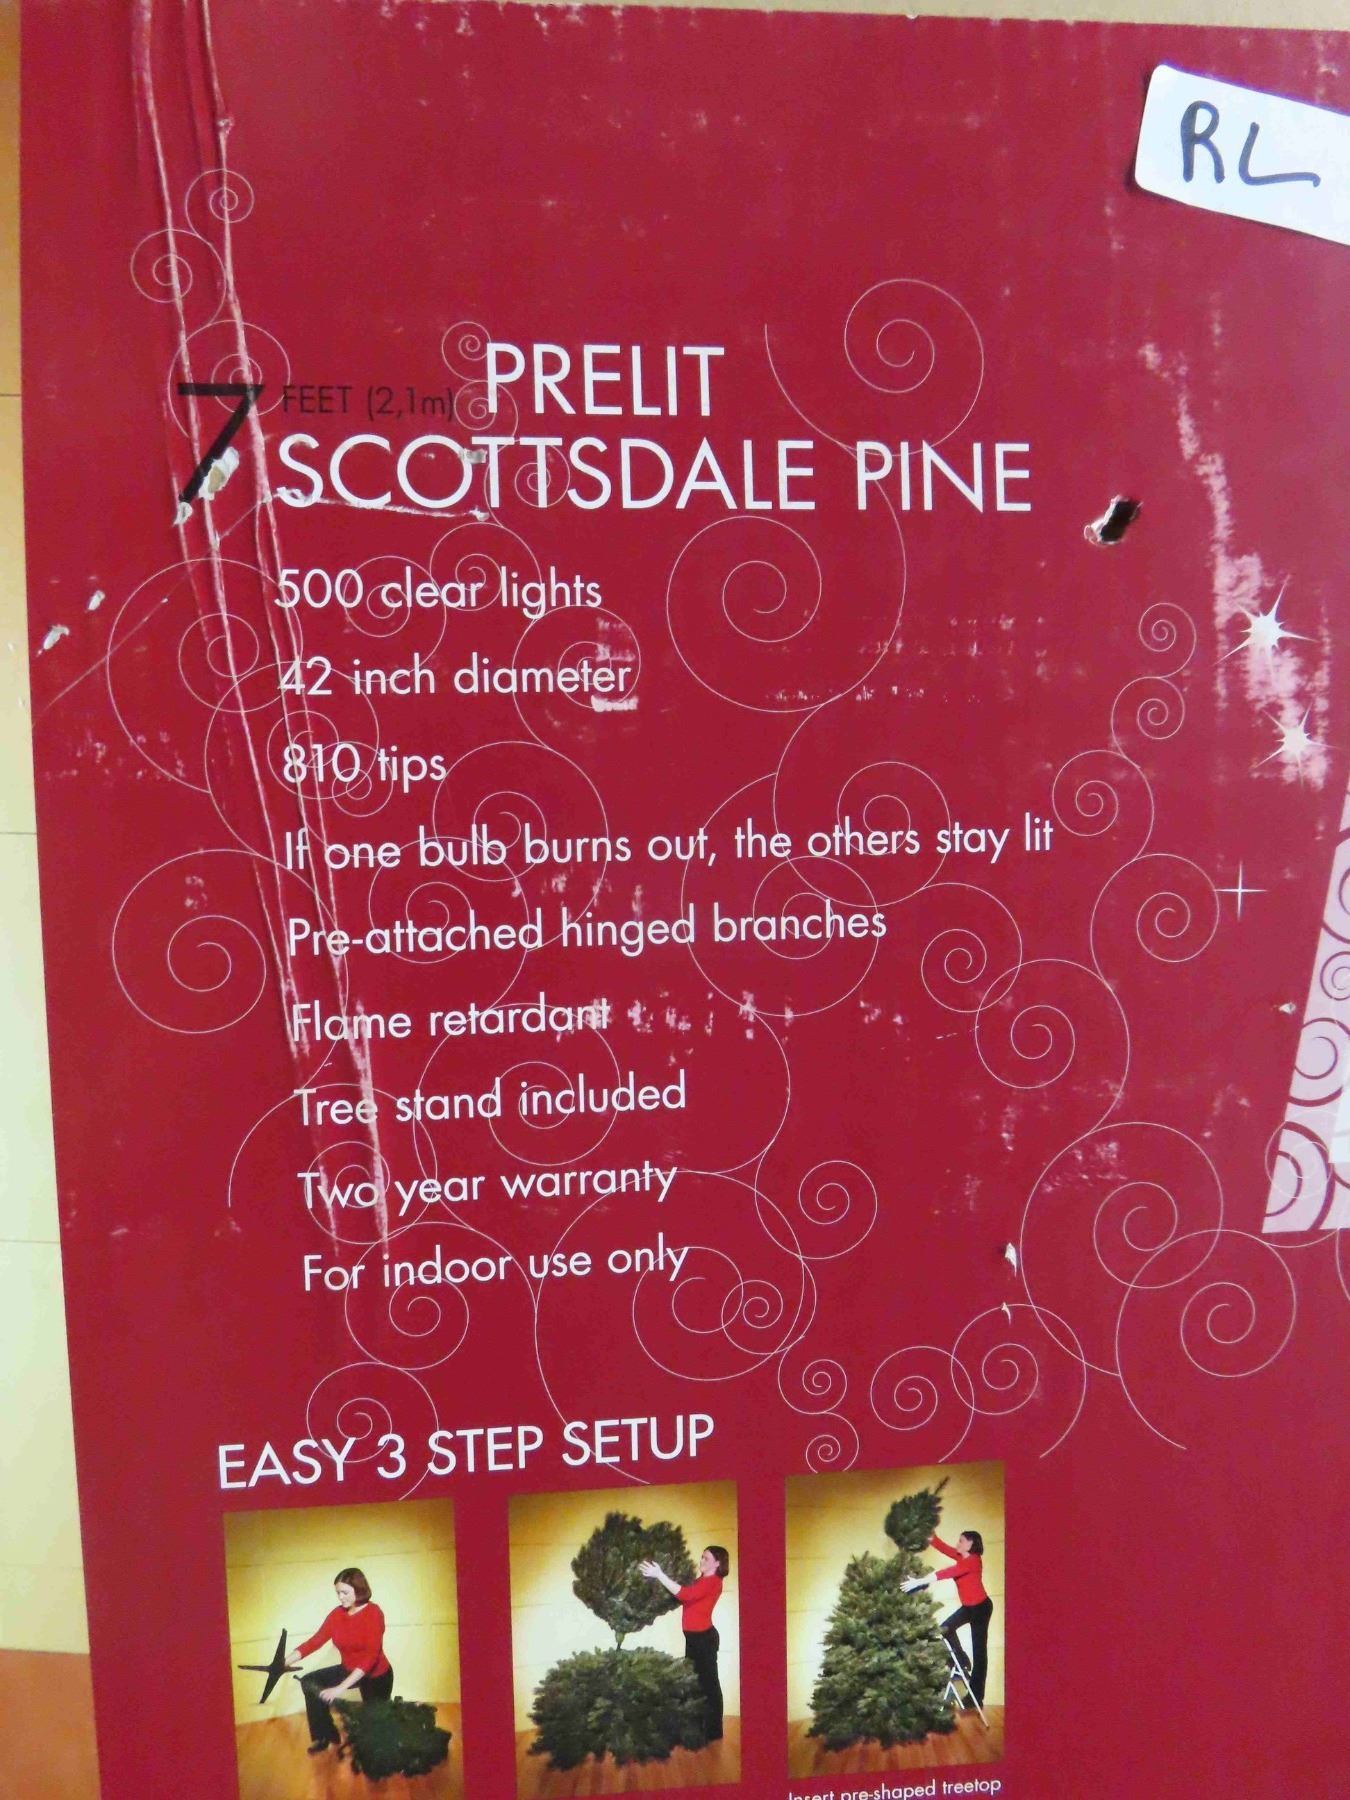 RL
7 FEET (2,1m) PRELIT
SCOTTSDALE PINE
500 clear lights
42 inch diameter
810 tips
If one bulb burns out, the others stay lit
Pre-attached hinged branches
Flame retardant
Tree stand included
Two year warranty
For indoor use only
EASY 3 STEP SETUP
Insert pre-shaped treetop